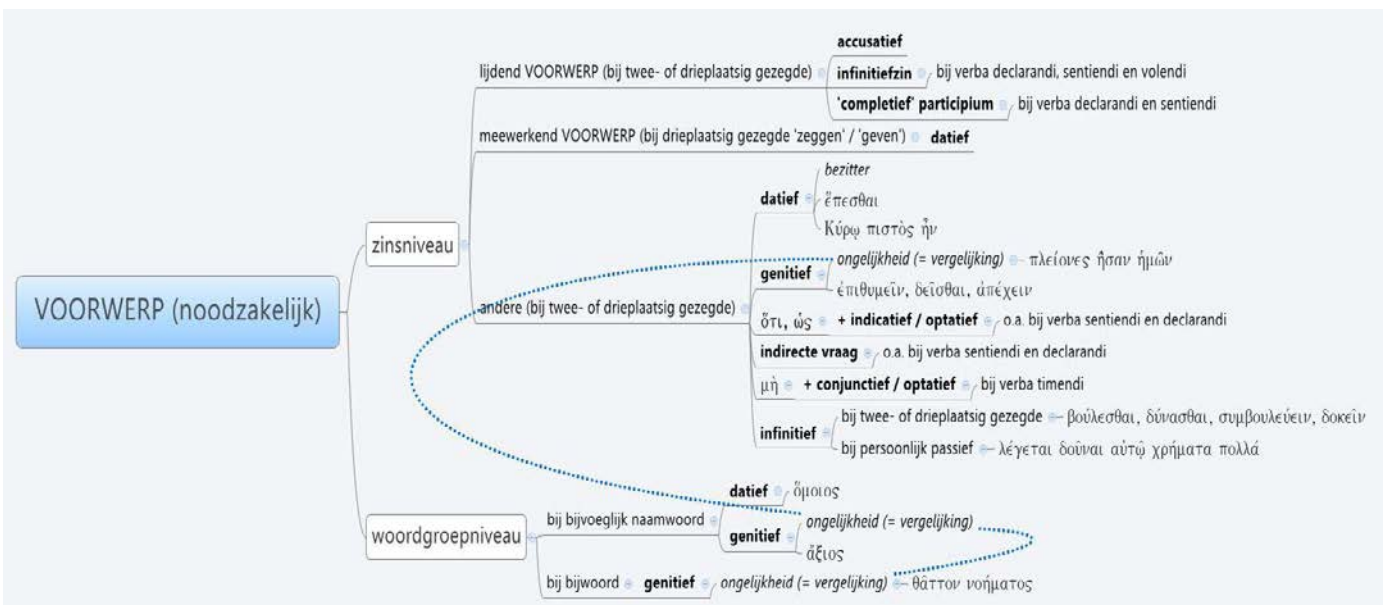 VOORWERP (noodzakelijk)
zinsniveau
lijdend VOORWERP (bij twee- of drieplaatsig gezegde)
accusatief
infinitiefzin bij verba declarandi, sentiendi en volendi
'completief' participium bij verba declarandi en sentiendi
meewerkend VOORWERP (bij drieplaatsig gezegde 'zeggen' / 'geven') datief
andere (bij twee- of drieplaatsig gezegde)
datief
bezitter
ἕπεσθαι
Κύρῳ πιστὸς ἦν
genitief
ongelijkheid (= vergelijking) πλείονες ἦσαν ἡμῶν
ἐπιθυμεῖν, δεῖσθαι, ἀπέχειν
ὅτι, ὡς + indicatief / optatief o.a. bij verba sentiendi en declarandi
indirecte vraag o.a. bij verba sentiendi en declarandi
μὴ + conjunctief / optatief bij verba timendi
infinitief
bij twee- of drieplaatsig gezegde βούλεσθαι, δύνασθαι, συμβουλεύειν, δοκεῖν
bij persoonlijk passief λέγεται δοῦναι αὐτῷ χρήματα πολλά
woordgroepniveau
bij bijvoeglijk naamwoord
datief ὅμοιος
genitief
ongelijkheid (= vergelijking)
ἄξιος
bij bijwoord genitief ongelijkheid (= vergelijking) θᾶττον νοήματος